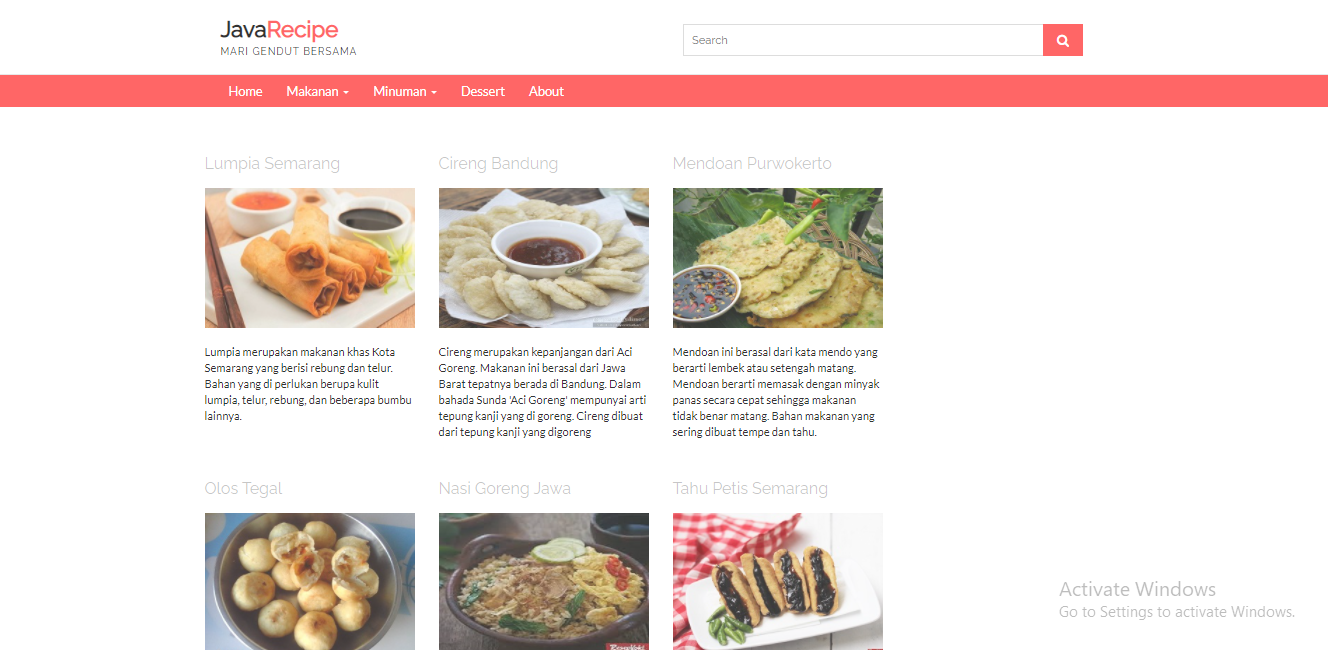 JavaRecipe
MARI GENDUT BERSAMA
Search
Home Makanan Minuman Dessert About
Lumpia Semarang
Lumpia merupakan makanan khas Kota
Semarang yang berisi rebung dan telur.
Bahan yang di perlukan berupa kulit
lumpia, telur, rebung, dan beberapa bumbu
lainnya.
Cireng Bandung
Cireng merupakan kepanjangan dari Aci
Goreng. Makanan ini berasal dari Jawa
Barat tepatnya berada di Bandung. Dalam
bahada Sunda 'Aci Goreng' mempunyai arti
tepung kanji yang di goreng. Cireng dibuat
dari tepung kanji yang digoreng
Mendoan Purwokerto
Mendoan ini berasal dari kata mendo yang
berarti lembek atau setengah matang.
Mendoan berarti memasak dengan minyak
panas secara cepat sehingga makanan
tidak benar matang. Bahan makanan yang
sering dibuat tempe dan tahu.
Olos Tegal
Nasi Goreng Jawa
Tahu Petis Semarang
Activate Windows
Go to Settings to activate Windows.